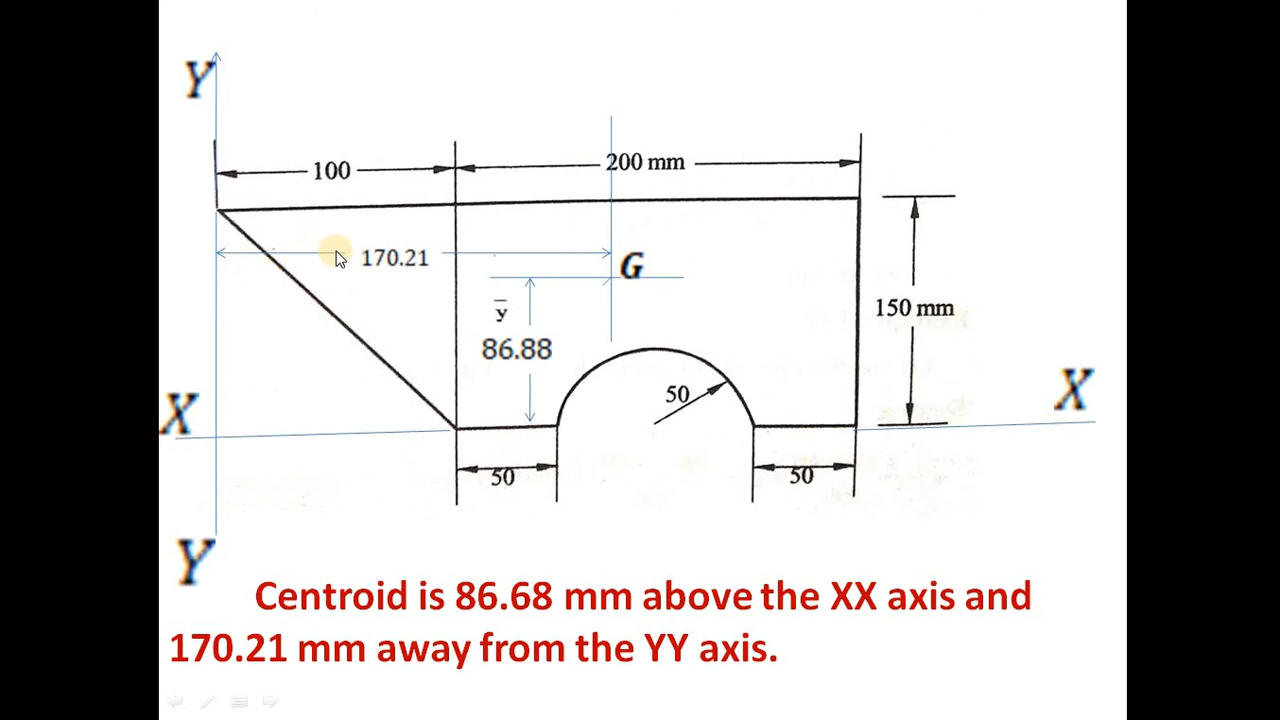 Y
100
200 mm
170.21
G
y
86.88
150 mm
50
X
X
50
50
Y
Centroid is 86.68 mm above the XX axis and
170.21 mm away from the YY axis.